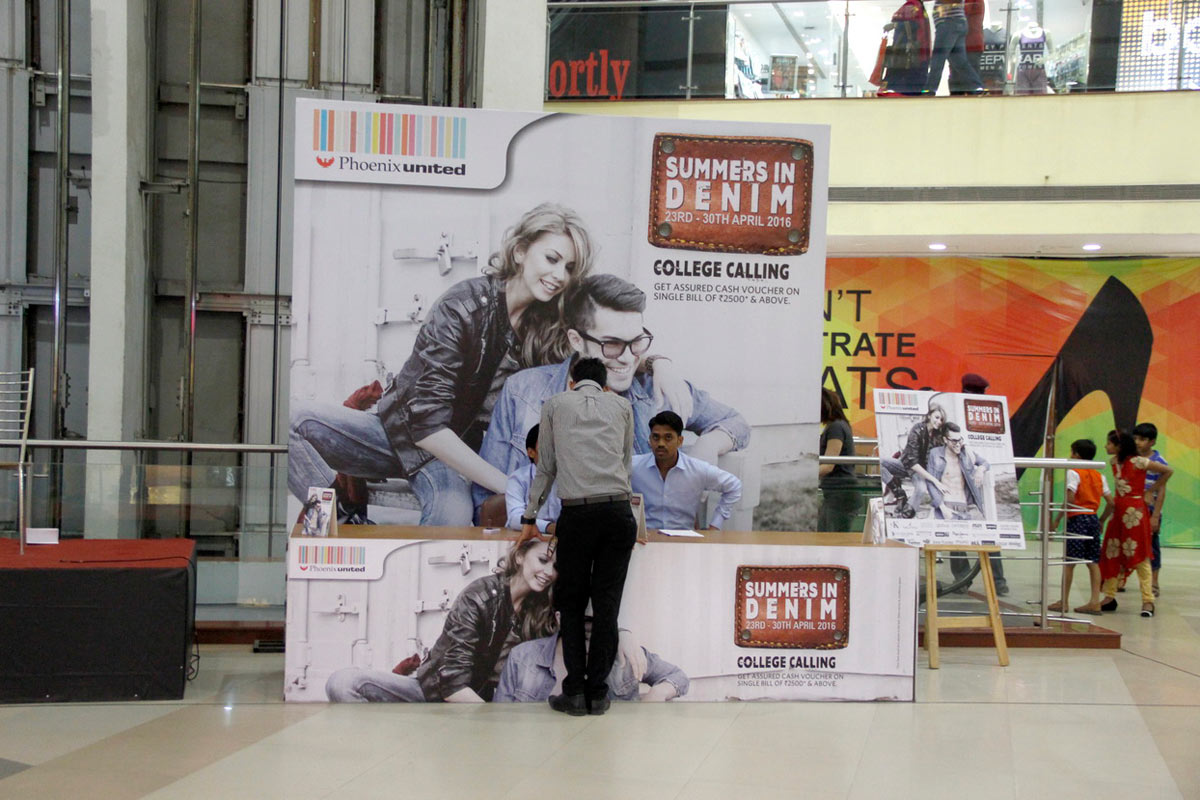 ortly
Phoenix united
SUMMERS IN
DENIM
23RD - 30TH APRIL 2016
COLLEGE CALLING
GET ASSURED CASH VOUCHER ON
SINGLE BILL OF ₹2500* & ABOVE.
N'T
TRATE
ATS
SUMMERS IN
DENIM
COLLEGE CALLING
Phoenix united
SUMMERS IN
DENIM
23RD - 30TH APRIL 2016
COLLEGE CALLING
GET ASSURED CASH VOUCHER ON
SINGLE BILL OF ₹2500* & ABOVE.